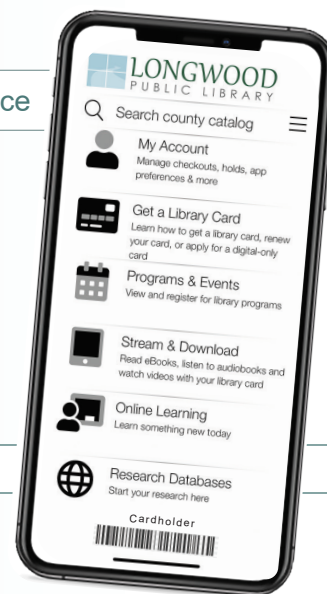 ce
LONGWOOD
PUBLIC LIBRARY
Search county catalog
My Account
Manage checkouts, holds, app
preferences & more
Get a Library Card
Learn how to get a library card, renew
your card, or apply for a digital-only
card
Programs & Events
View and register for library programs
Stream & Download
Read eBooks, listen to audiobooks and
watch videos with your library card
Online Learning
Learn something new today
Research Databases
Start your research here
Cardholder